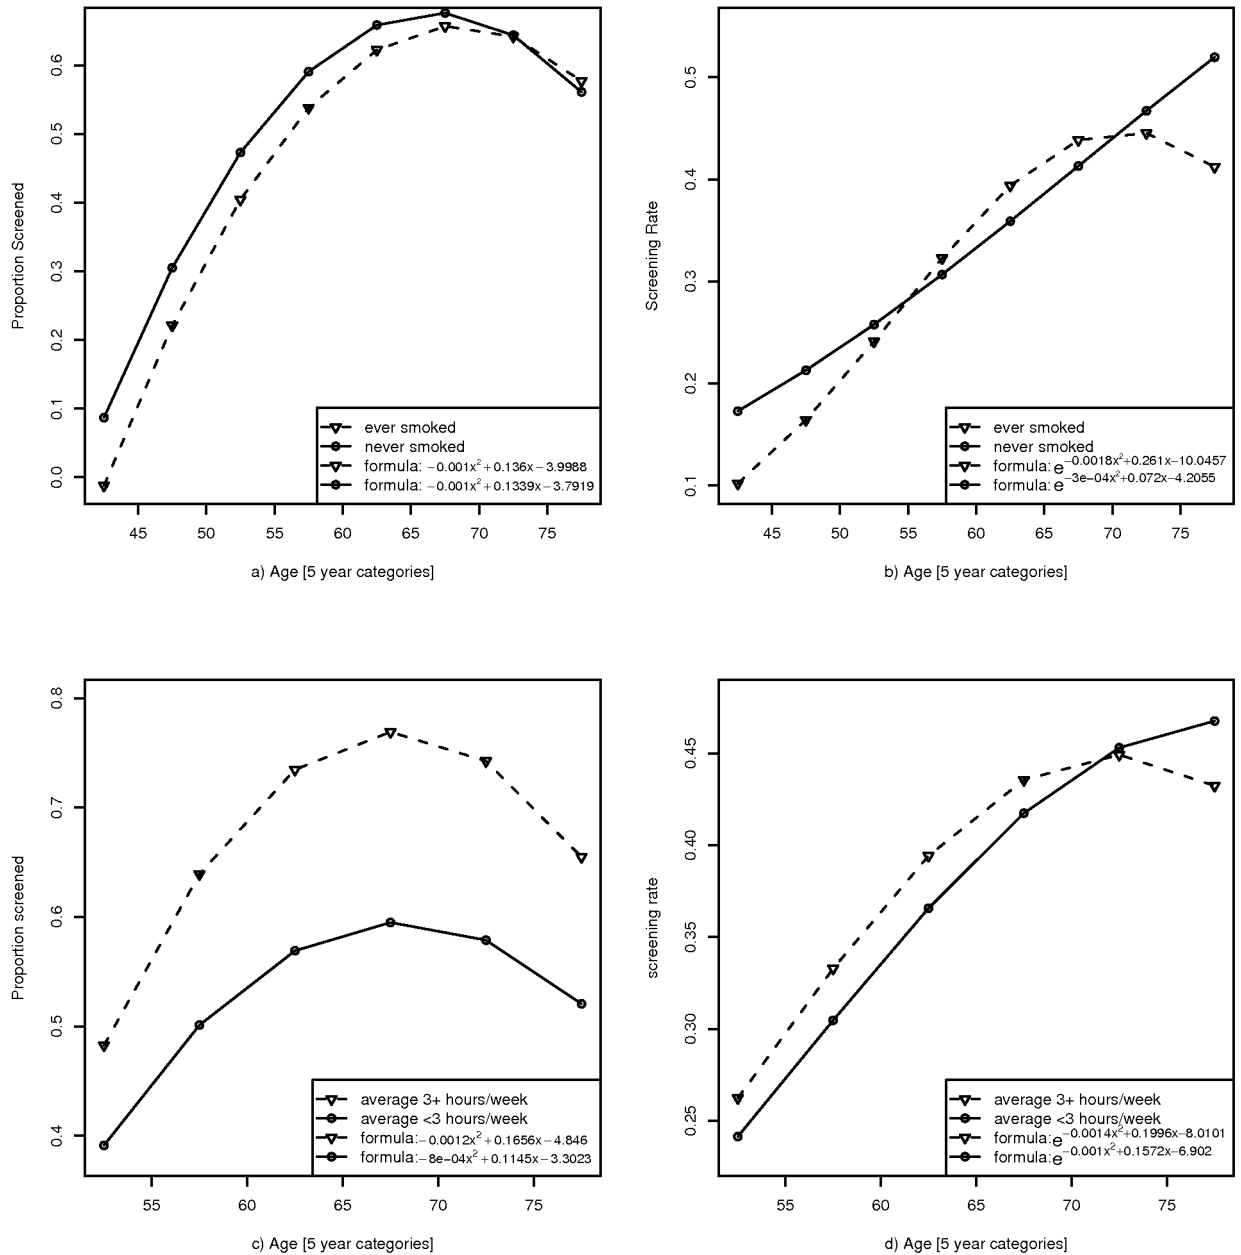 Proportion Screened
0.0 0.1 0.2 0.3 0.4 0.5 0.6
ever smoked
never smoked
formula: −0.001x² + 0.136x − 3.9988
formula: −0.001x² + 0.1339x − 3.7919
45 50 55 60 65 70 75
a) Age [5 year categories]
Screening Rate
0.1 0.2 0.3 0.4 0.5
ever smoked
never smoked
formula: e^−0.0018x²+0.261x−10.0457
formula: e^−3e−04x²+0.072x−4.2055
45 50 55 60 65 70 75
b) Age [5 year categories]
Proportion screened
0.4 0.5 0.6 0.7 0.8
average 3+ hours/week
average <3 hours/week
formula: −0.0012x² + 0.1656x − 4.846
formula: −8e−04x² + 0.1145x − 3.3023
55 60 65 70 75
c) Age [5 year categories]
screening rate
0.25 0.30 0.35 0.40 0.45
average 3+ hours/week
average <3 hours/week
formula: e^−0.0014x²+0.1996x−8.0101
formula: e^−0.001x²+0.1572x−6.902
55 60 65 70 75
d) Age [5 year categories]